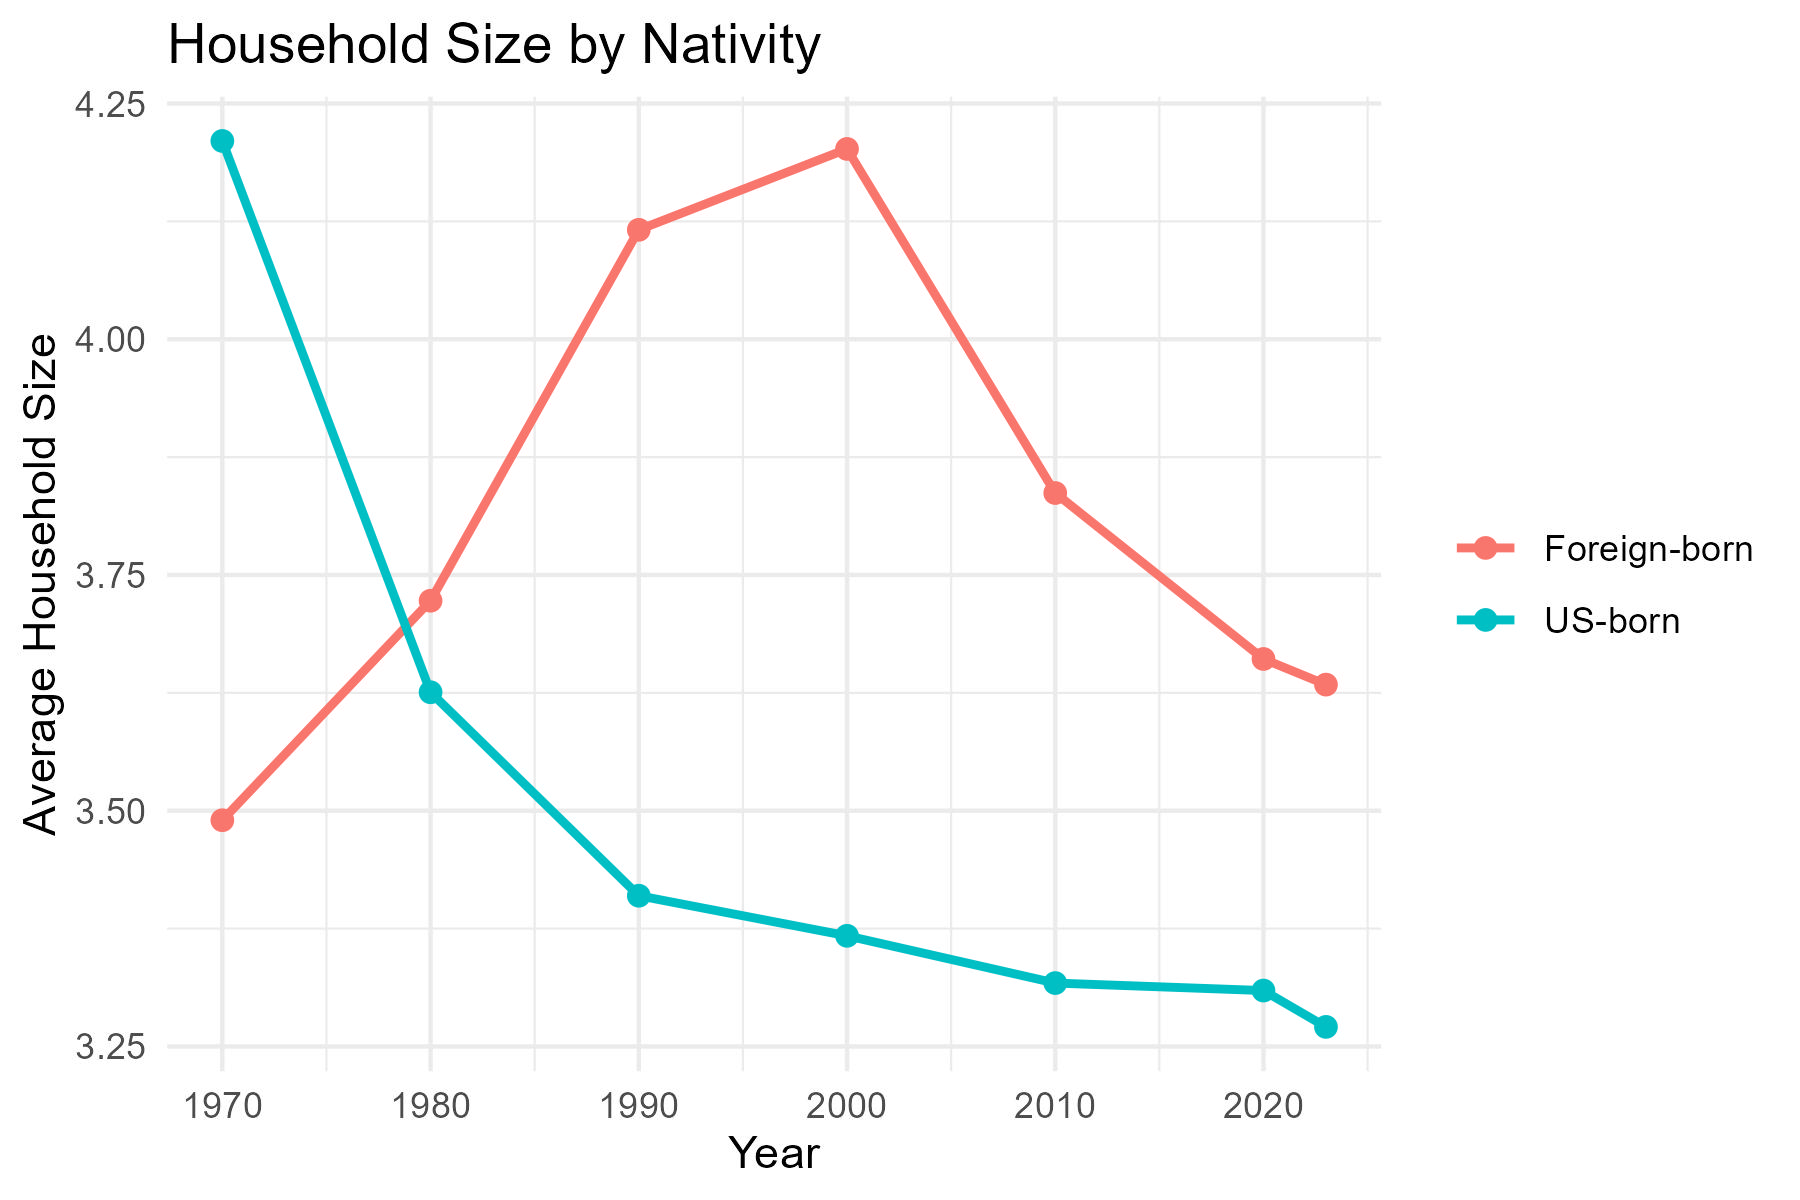 Household Size by Nativity
Average Household Size
4.25
4.00
3.75
3.50
3.25
1970 1980 1990 2000 2010 2020
Year
Foreign-born
US-born